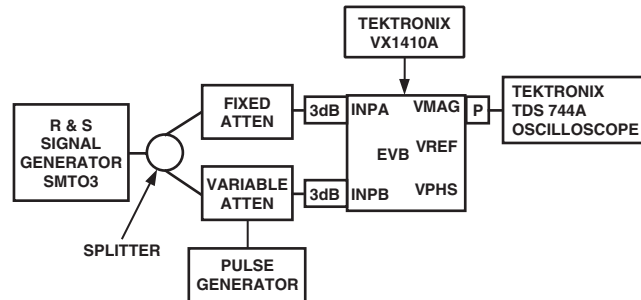 TEKTRONIX
VX1410A
R & S
SIGNAL
GENERATOR
SMTO3
SPLITTER
FIXED
ATTEN
VARIABLE
ATTEN
PULSE
GENERATOR
3dB
3dB
INPA
VMAG
EVB
VREF
INPB
VPHS
P
TEKTRONIX
TDS 744A
OSCILLOSCOPE